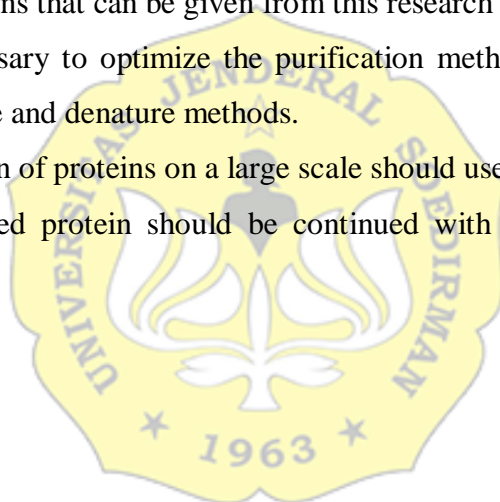 ns that can be given from this research
sary to optimize the purification meth
e and denature methods.
n of proteins on a large scale should use
ed protein should be continued with
UNIVERSITAS JENDERAL SOEDIRMAN
1963